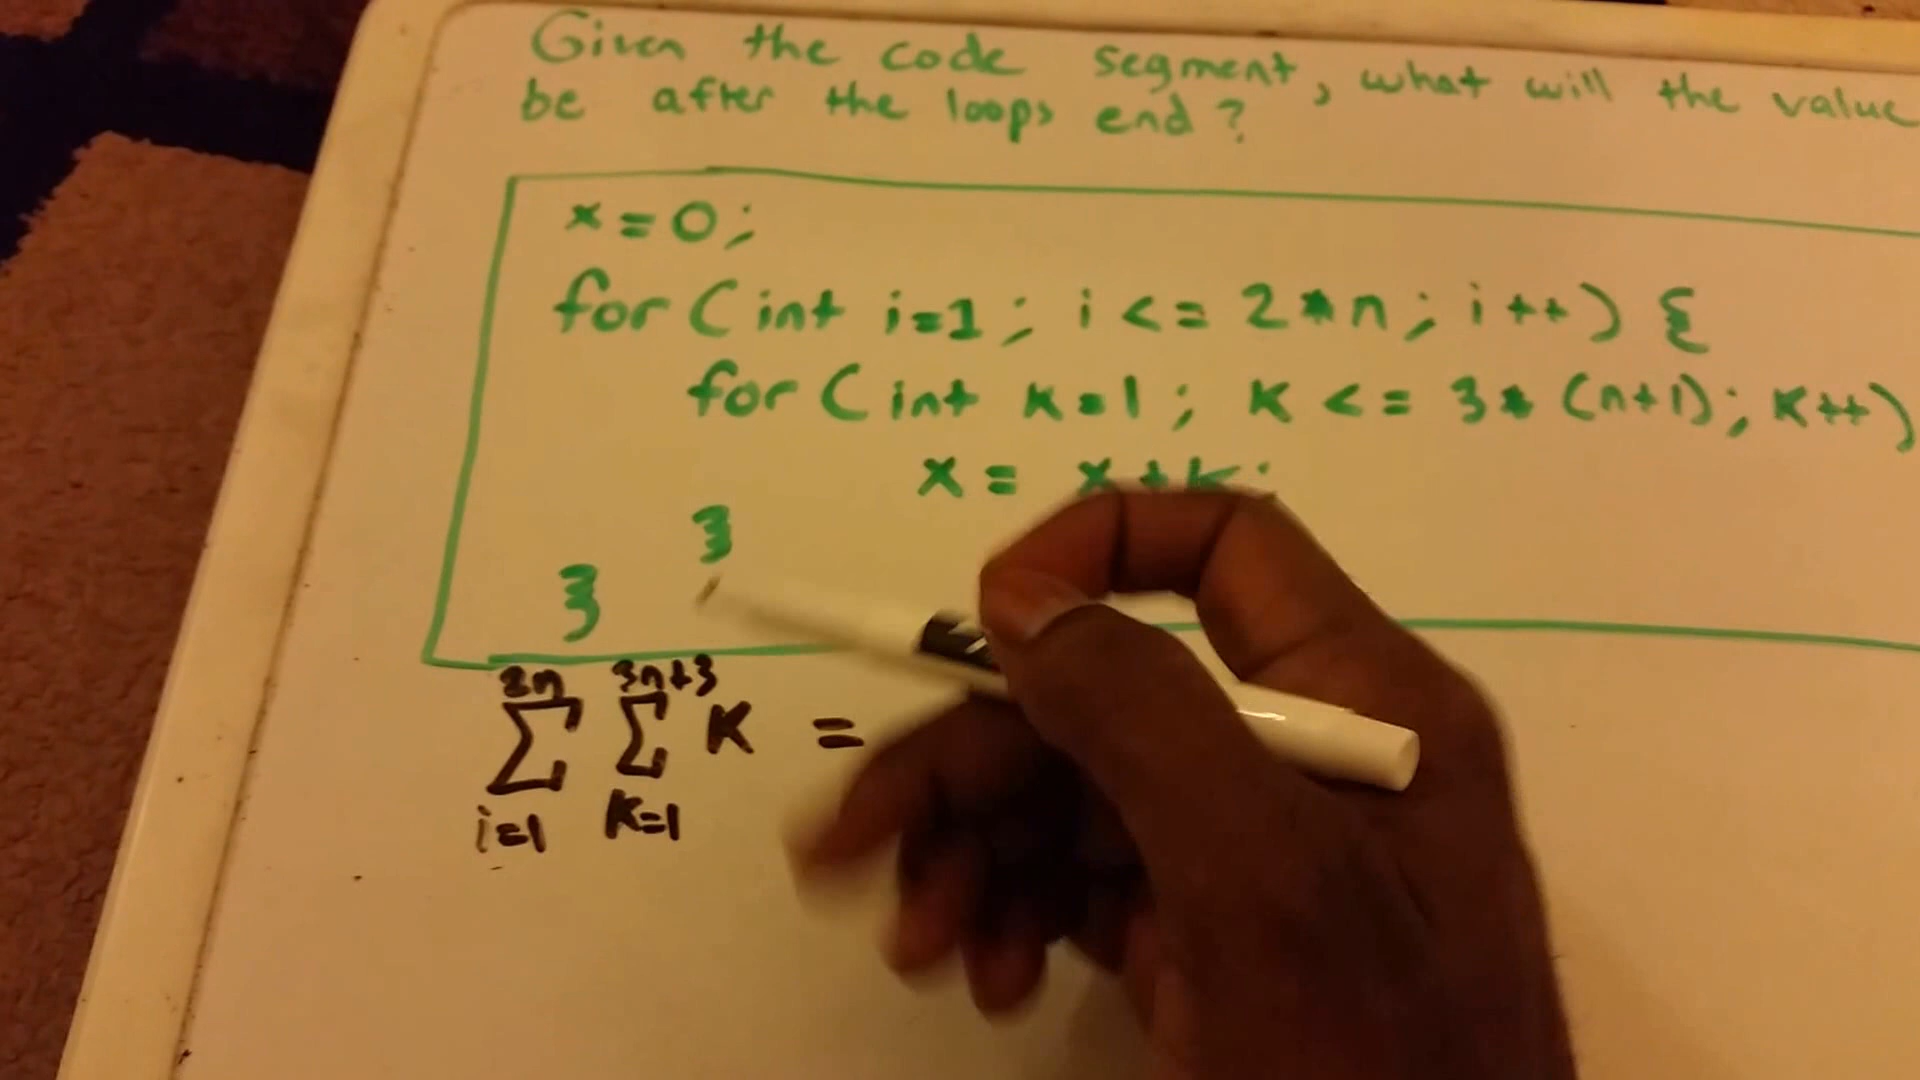 Given the code segment, what will the value
be after the loops end?
x=0;
for (int i=1; i<= 2*n; i++) {
for (int k=1; k <= 3*(n+1); k++)
x = x+k;
}
}
2n 3n+3
Σ Σ K =
i=1 K=1